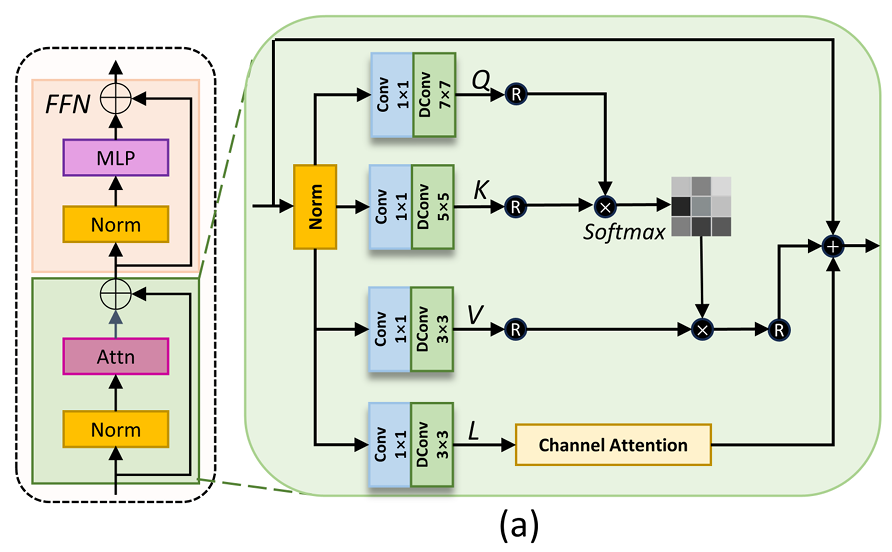 FFN
MLP
Norm
Attn
Norm
Norm
Conv
1×1
DConv
7×7
Q
R
Conv
1×1
DConv
5×5
K
R
×
Softmax
+
Conv
1×1
DConv
3×3
V
R
×
R
Conv
1×1
DConv
3×3
L
Channel Attention
(a)